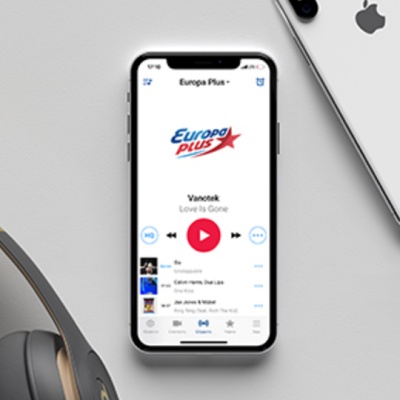 Europa Plus
Europa
PLUS
Vanotek
Love Is Gone
HQ
Sia
Unstoppable
Calvin Harris, Dua Lipa
One Kiss
Jax Jones & Mabel
Ring Ring (feat. Rich The Kid)